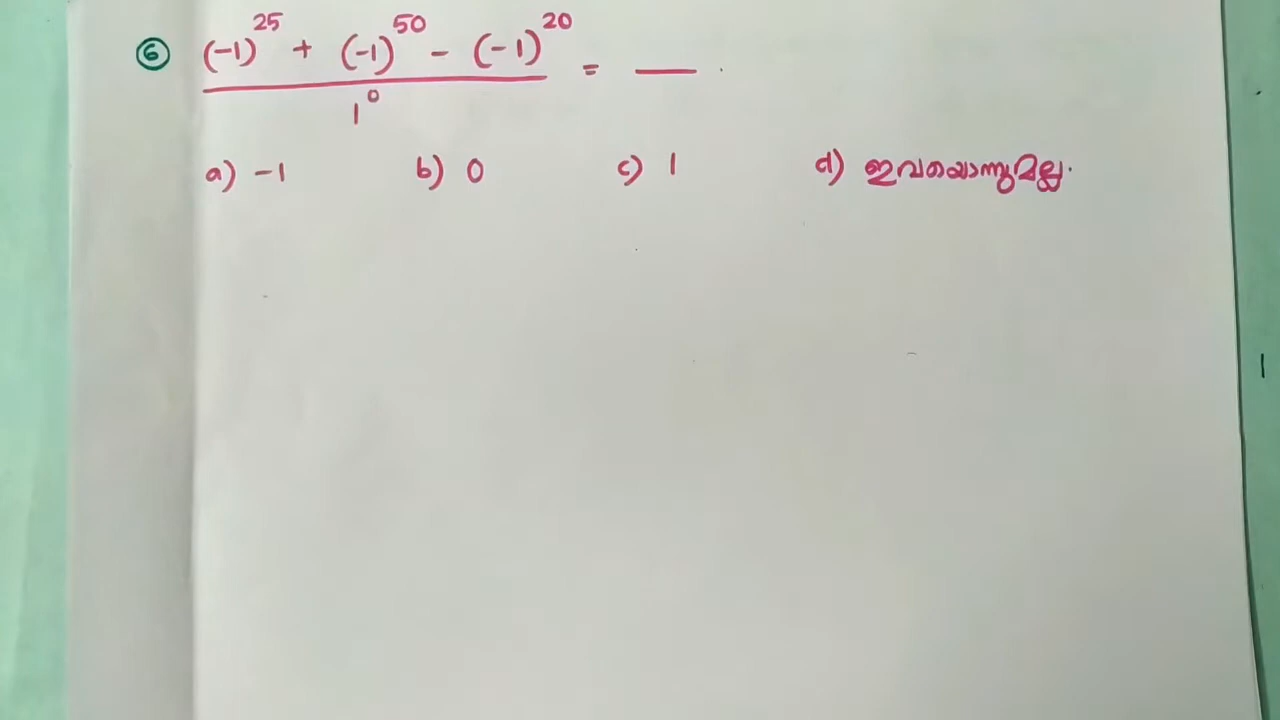 ⑥ (-1)^25 + (-1)^50 - (-1)^20 = ___ .
1^0
a) -1 b) 0 c) 1 d) ഇവയൊന്നുമല്ല.